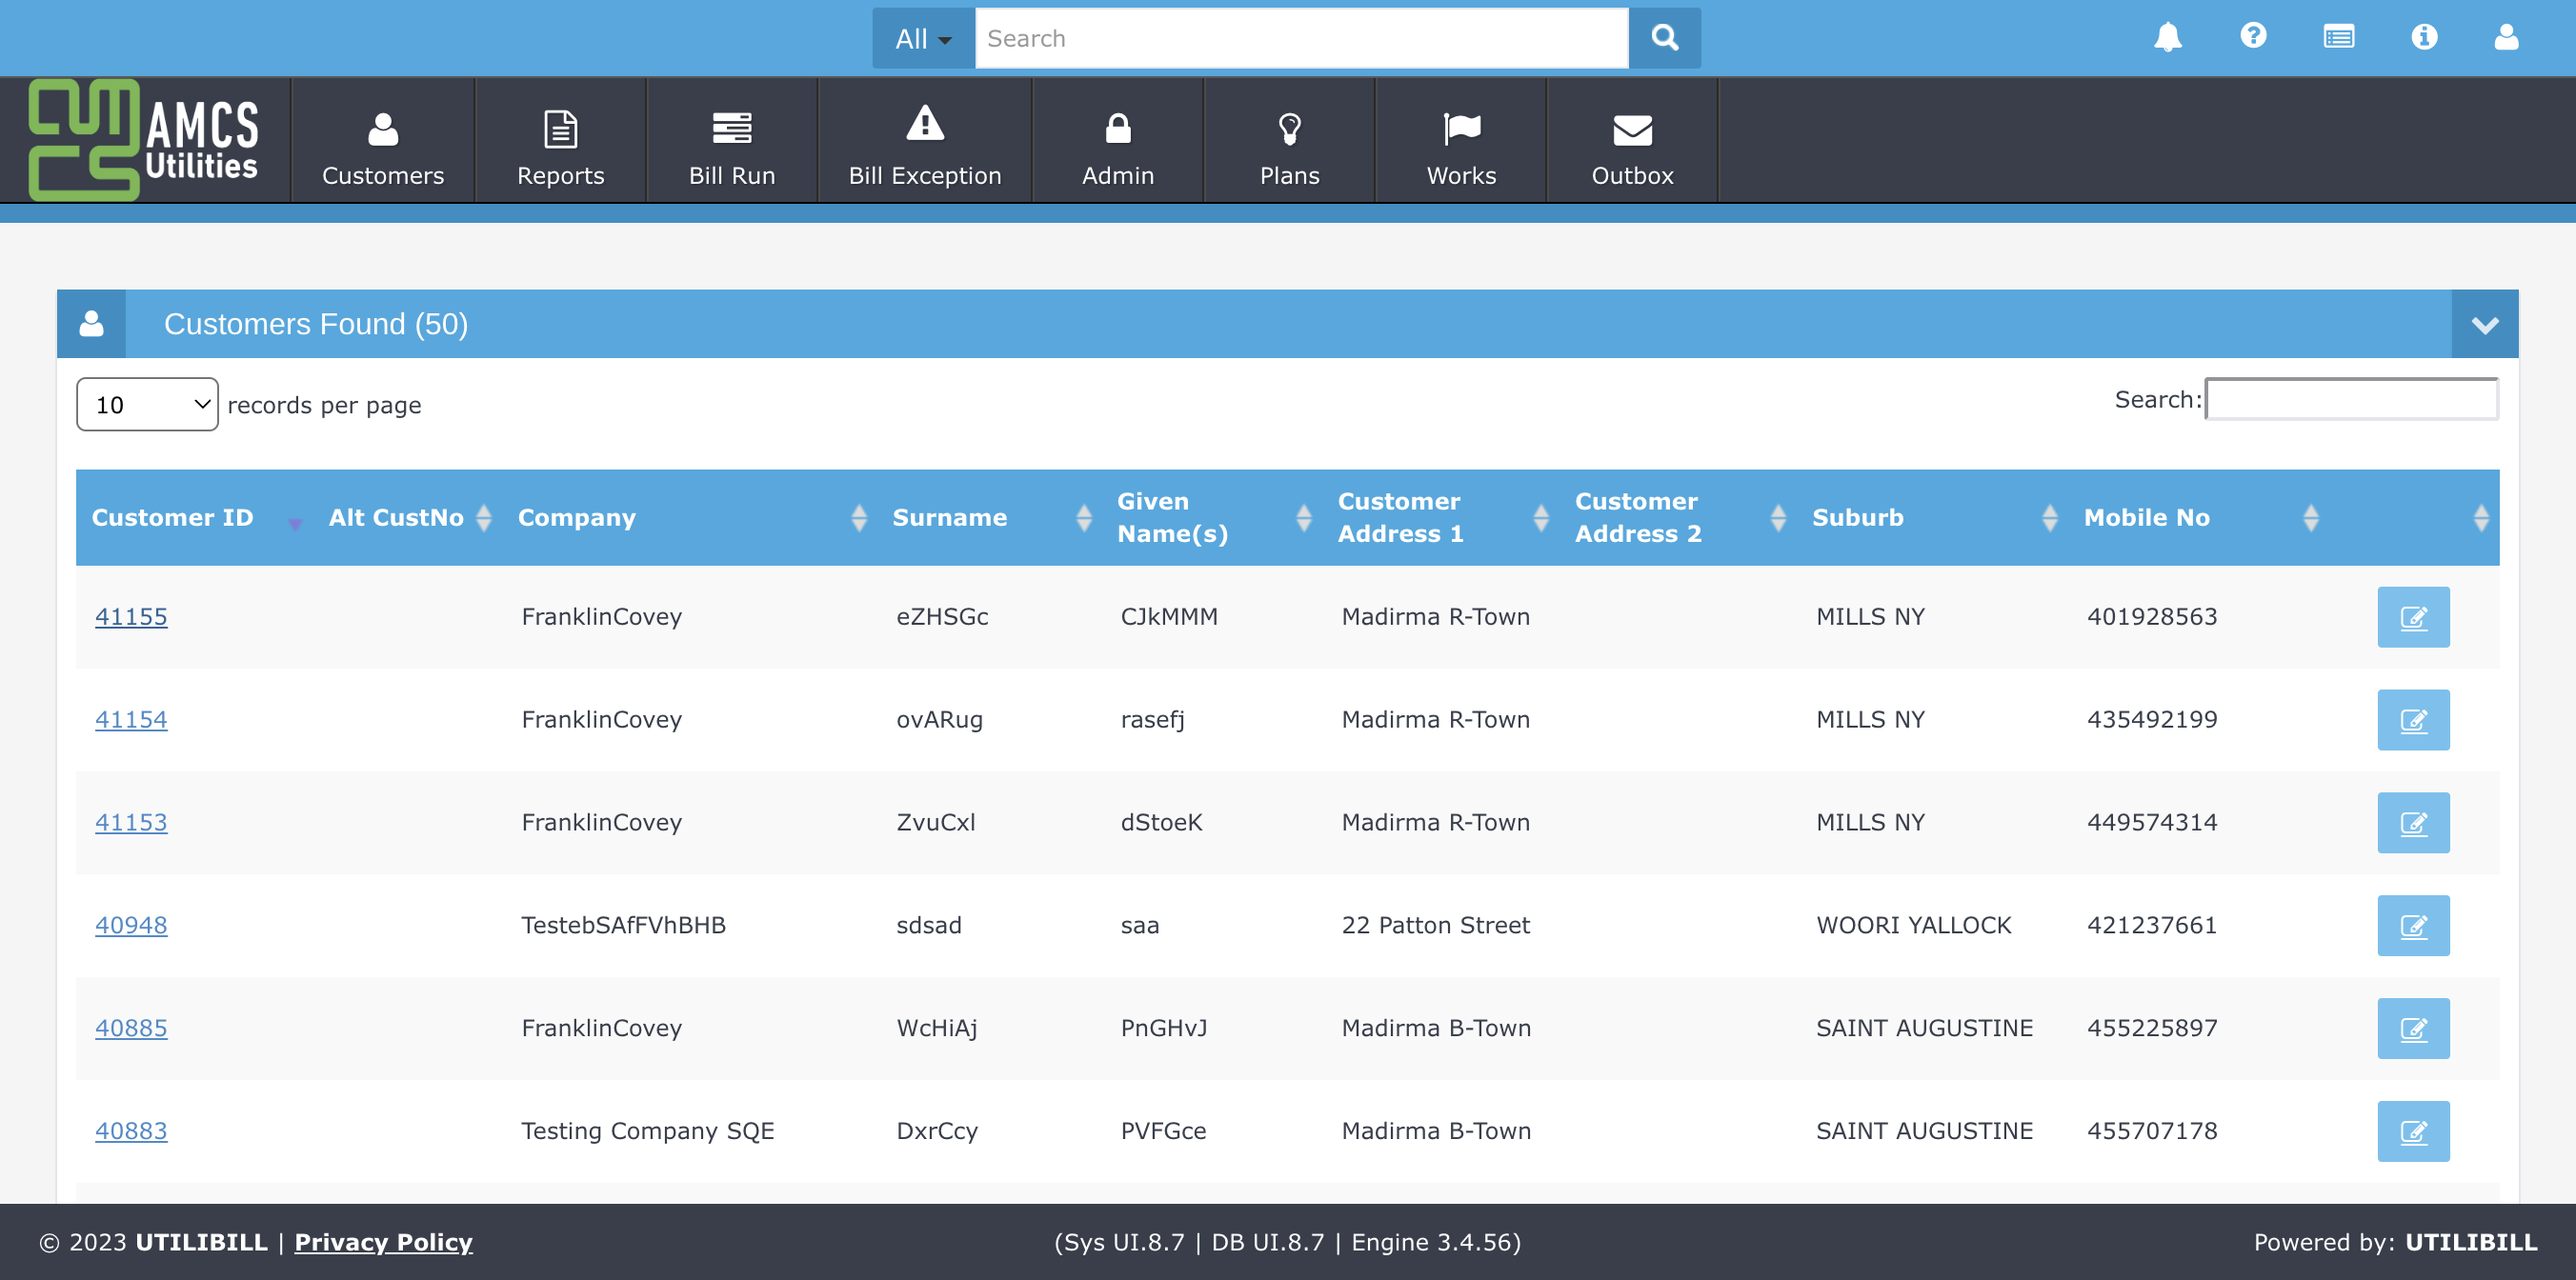 All Search
AMCS
Utilities
Customers Reports Bill Run Bill Exception Admin Plans Works Outbox
Customers Found (50)
10 records per page Search:
Customer ID Alt CustNo Company Surname Given Name(s) Customer Address 1 Customer Address 2 Suburb Mobile No
41155 FranklinCovey eZHSGc CJkMMM Madirma R-Town MILLS NY 401928563
41154 FranklinCovey ovARug rasefj Madirma R-Town MILLS NY 435492199
41153 FranklinCovey ZvuCxl dStoeK Madirma R-Town MILLS NY 449574314
40948 TestebSAfFVhBHB sdsad saa 22 Patton Street WOORI YALLOCK 421237661
40885 FranklinCovey WcHiAj PnGHvJ Madirma B-Town SAINT AUGUSTINE 455225897
40883 Testing Company SQE DxrCcy PVFGce Madirma B-Town SAINT AUGUSTINE 455707178
© 2023 UTILIBILL | Privacy Policy (Sys UI.8.7 | DB UI.8.7 | Engine 3.4.56) Powered by: UTILIBILL